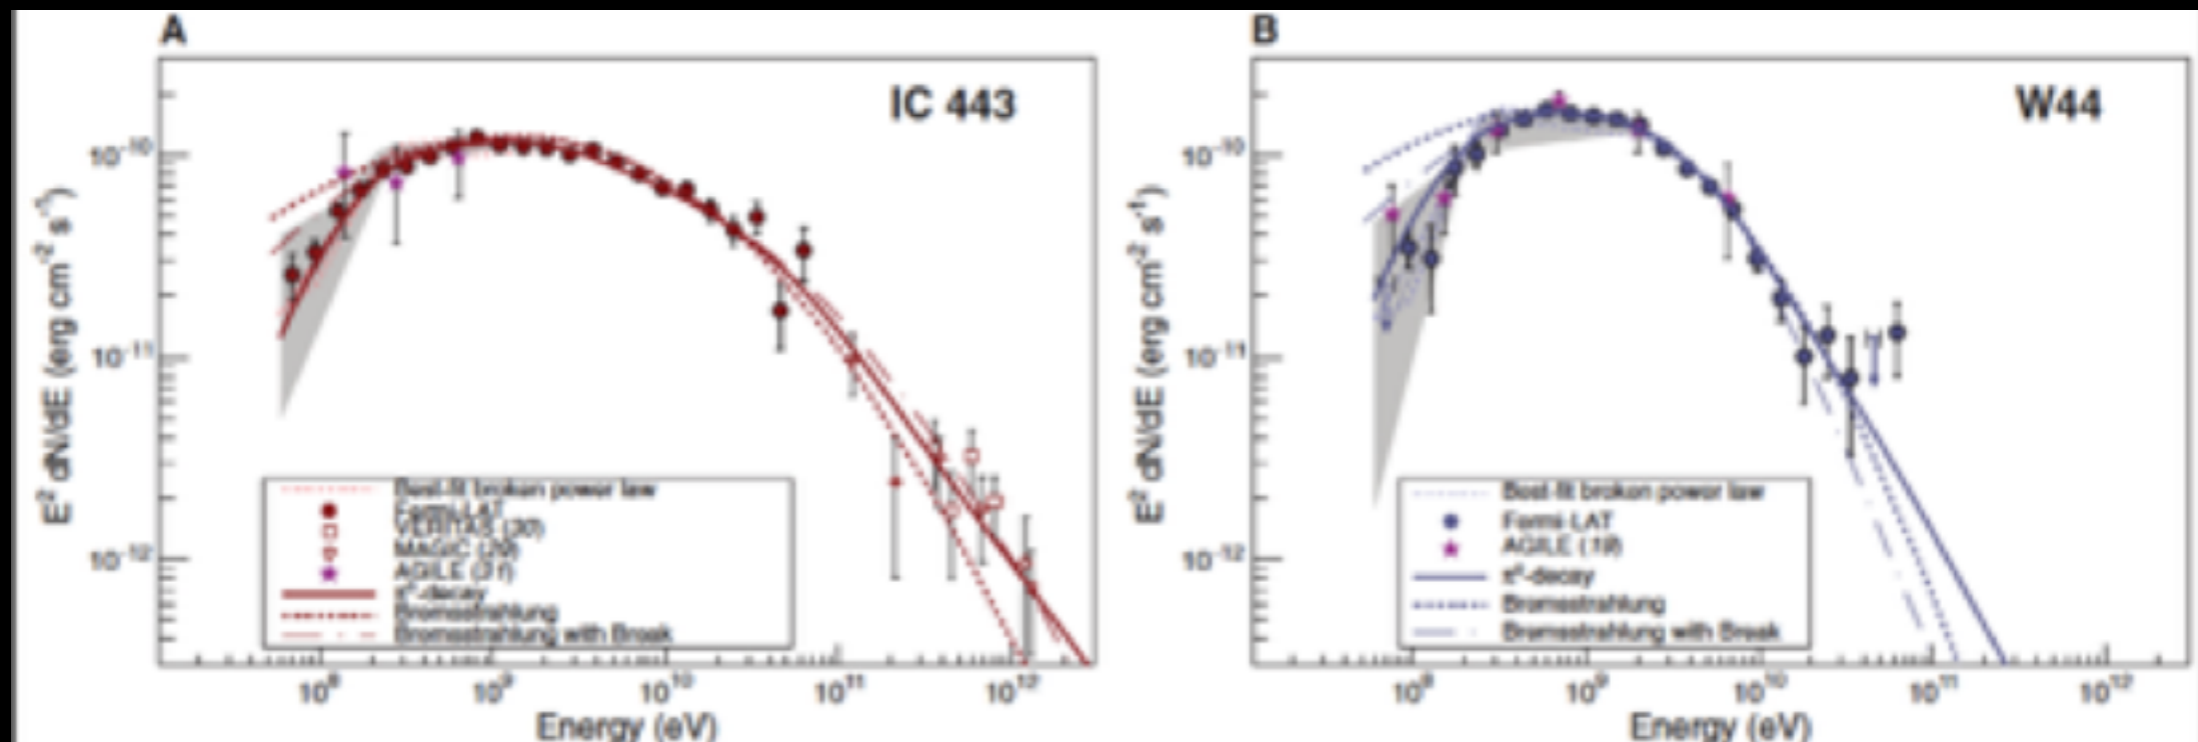 A
IC 443
E² dN/dE (erg cm⁻² s⁻¹)
10⁻¹⁰
10⁻¹¹
10⁻¹²
Best-fit broken power law
Fermi-LAT
VERITAS (30)
MAGIC (29)
AGILE (31)
π⁰-decay
Bremsstrahlung
Bremsstrahlung with Break
10⁸ 10⁹ 10¹⁰ 10¹¹ 10¹²
Energy (eV)
B
W44
E² dN/dE (erg cm⁻² s⁻¹)
10⁻¹⁰
10⁻¹¹
10⁻¹²
Best-fit broken power law
Fermi-LAT
AGILE (19)
π⁰-decay
Bremsstrahlung
Bremsstrahlung with Break
10⁸ 10⁹ 10¹⁰ 10¹¹ 10¹²
Energy (eV)